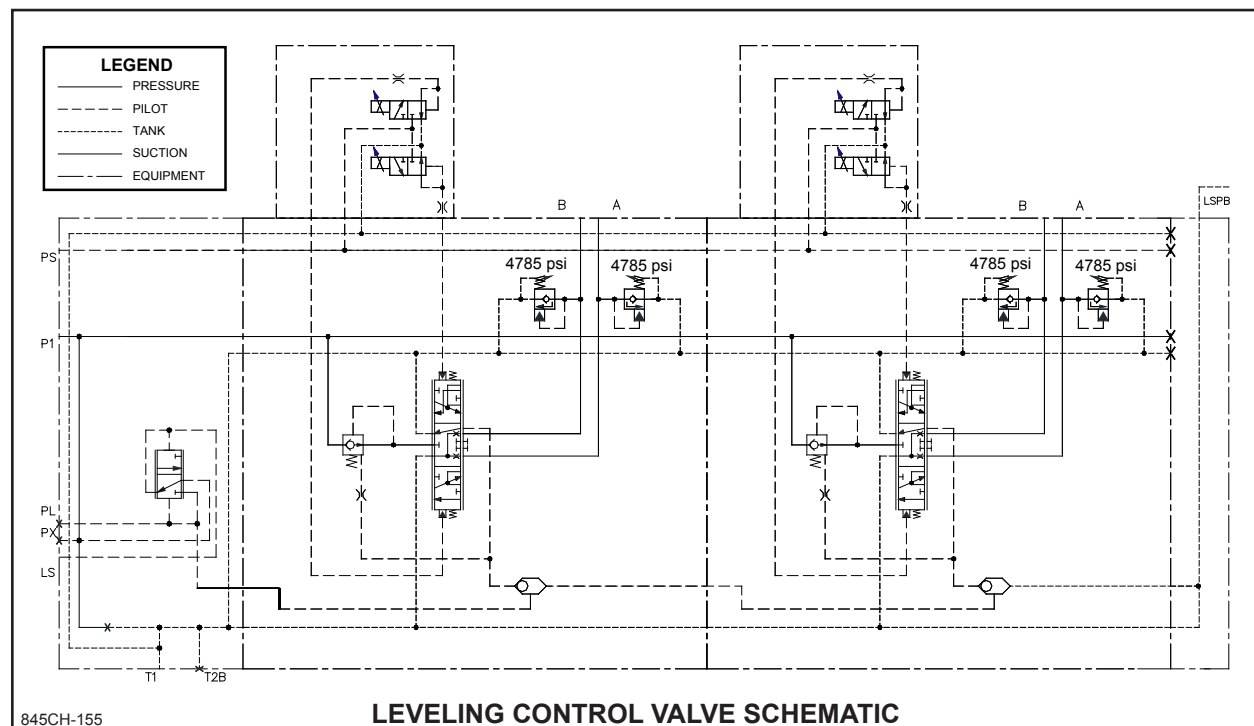 LEGEND
PRESSURE
PILOT
TANK
SUCTION
EQUIPMENT
B A
B A
LSPB
PS
4785 psi 4785 psi
4785 psi 4785 psi
P1
PL
PX
LS
T1 T2B
845CH-155
LEVELING CONTROL VALVE SCHEMATIC